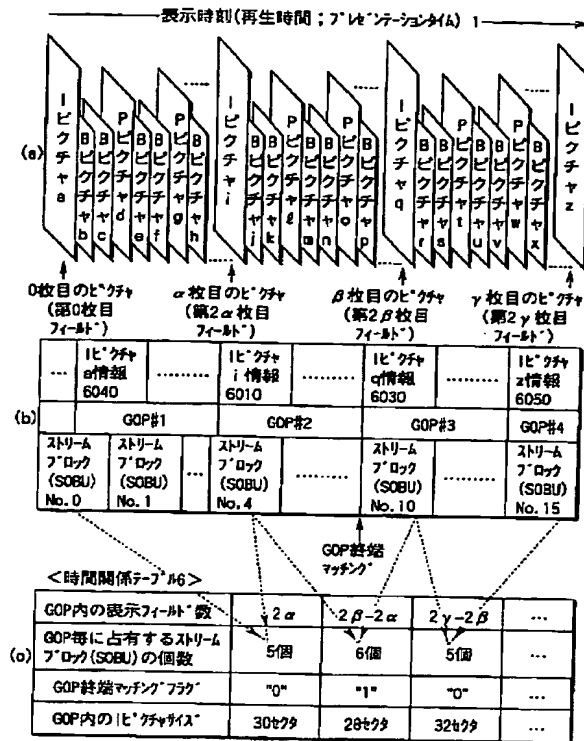 表示時刻(再生時間;プレゼンテーションタイム) 1
(a)
Iピクチャa
Bピクチャb
Bピクチャc
Pピクチャd
Bピクチャe
Bピクチャf
Pピクチャg
Bピクチャh
Iピクチャi
Bピクチャj
Bピクチャk
Pピクチャl
Bピクチャm
Bピクチャn
Pピクチャo
Bピクチャp
Iピクチャq
Bピクチャr
Bピクチャs
Pピクチャt
Bピクチャu
Bピクチャv
Pピクチャw
Bピクチャx
Iピクチャz
0枚目のピクチャ
(第0枚目
フィールド)
α枚目のピクチャ
(第2α枚目
フィールド)
β枚目のピクチャ
(第2β枚目
フィールド)
γ枚目のピクチャ
(第2γ枚目
フィールド)
(b)
… Iピクチャ
a情報
6040
Iピクチャ
i情報
6010
Iピクチャ
q情報
6030
Iピクチャ
z情報
6050
GOP#1 GOP#2 GOP#3 GOP#4
ストリーム
ブロック
(SOBU)
No.0
ストリーム
ブロック
(SOBU)
No.1
…
ストリーム
ブロック
(SOBU)
No.4
ストリーム
ブロック
(SOBU)
No.10
ストリーム
ブロック
(SOBU)
No.15
GOP終端
マッチング
<時間関係テーブル6>
(c)
GOP内の表示フィールド数 2α 2β-2α 2γ-2β …
GOP毎に占有するストリーム
ブロック(SOBU)の個数 5個 6個 5個 …
GOP終端マッチングフラグ "0" "1" "0" …
GOP内のIピクチャサイズ 30セクタ 28セクタ 32セクタ …